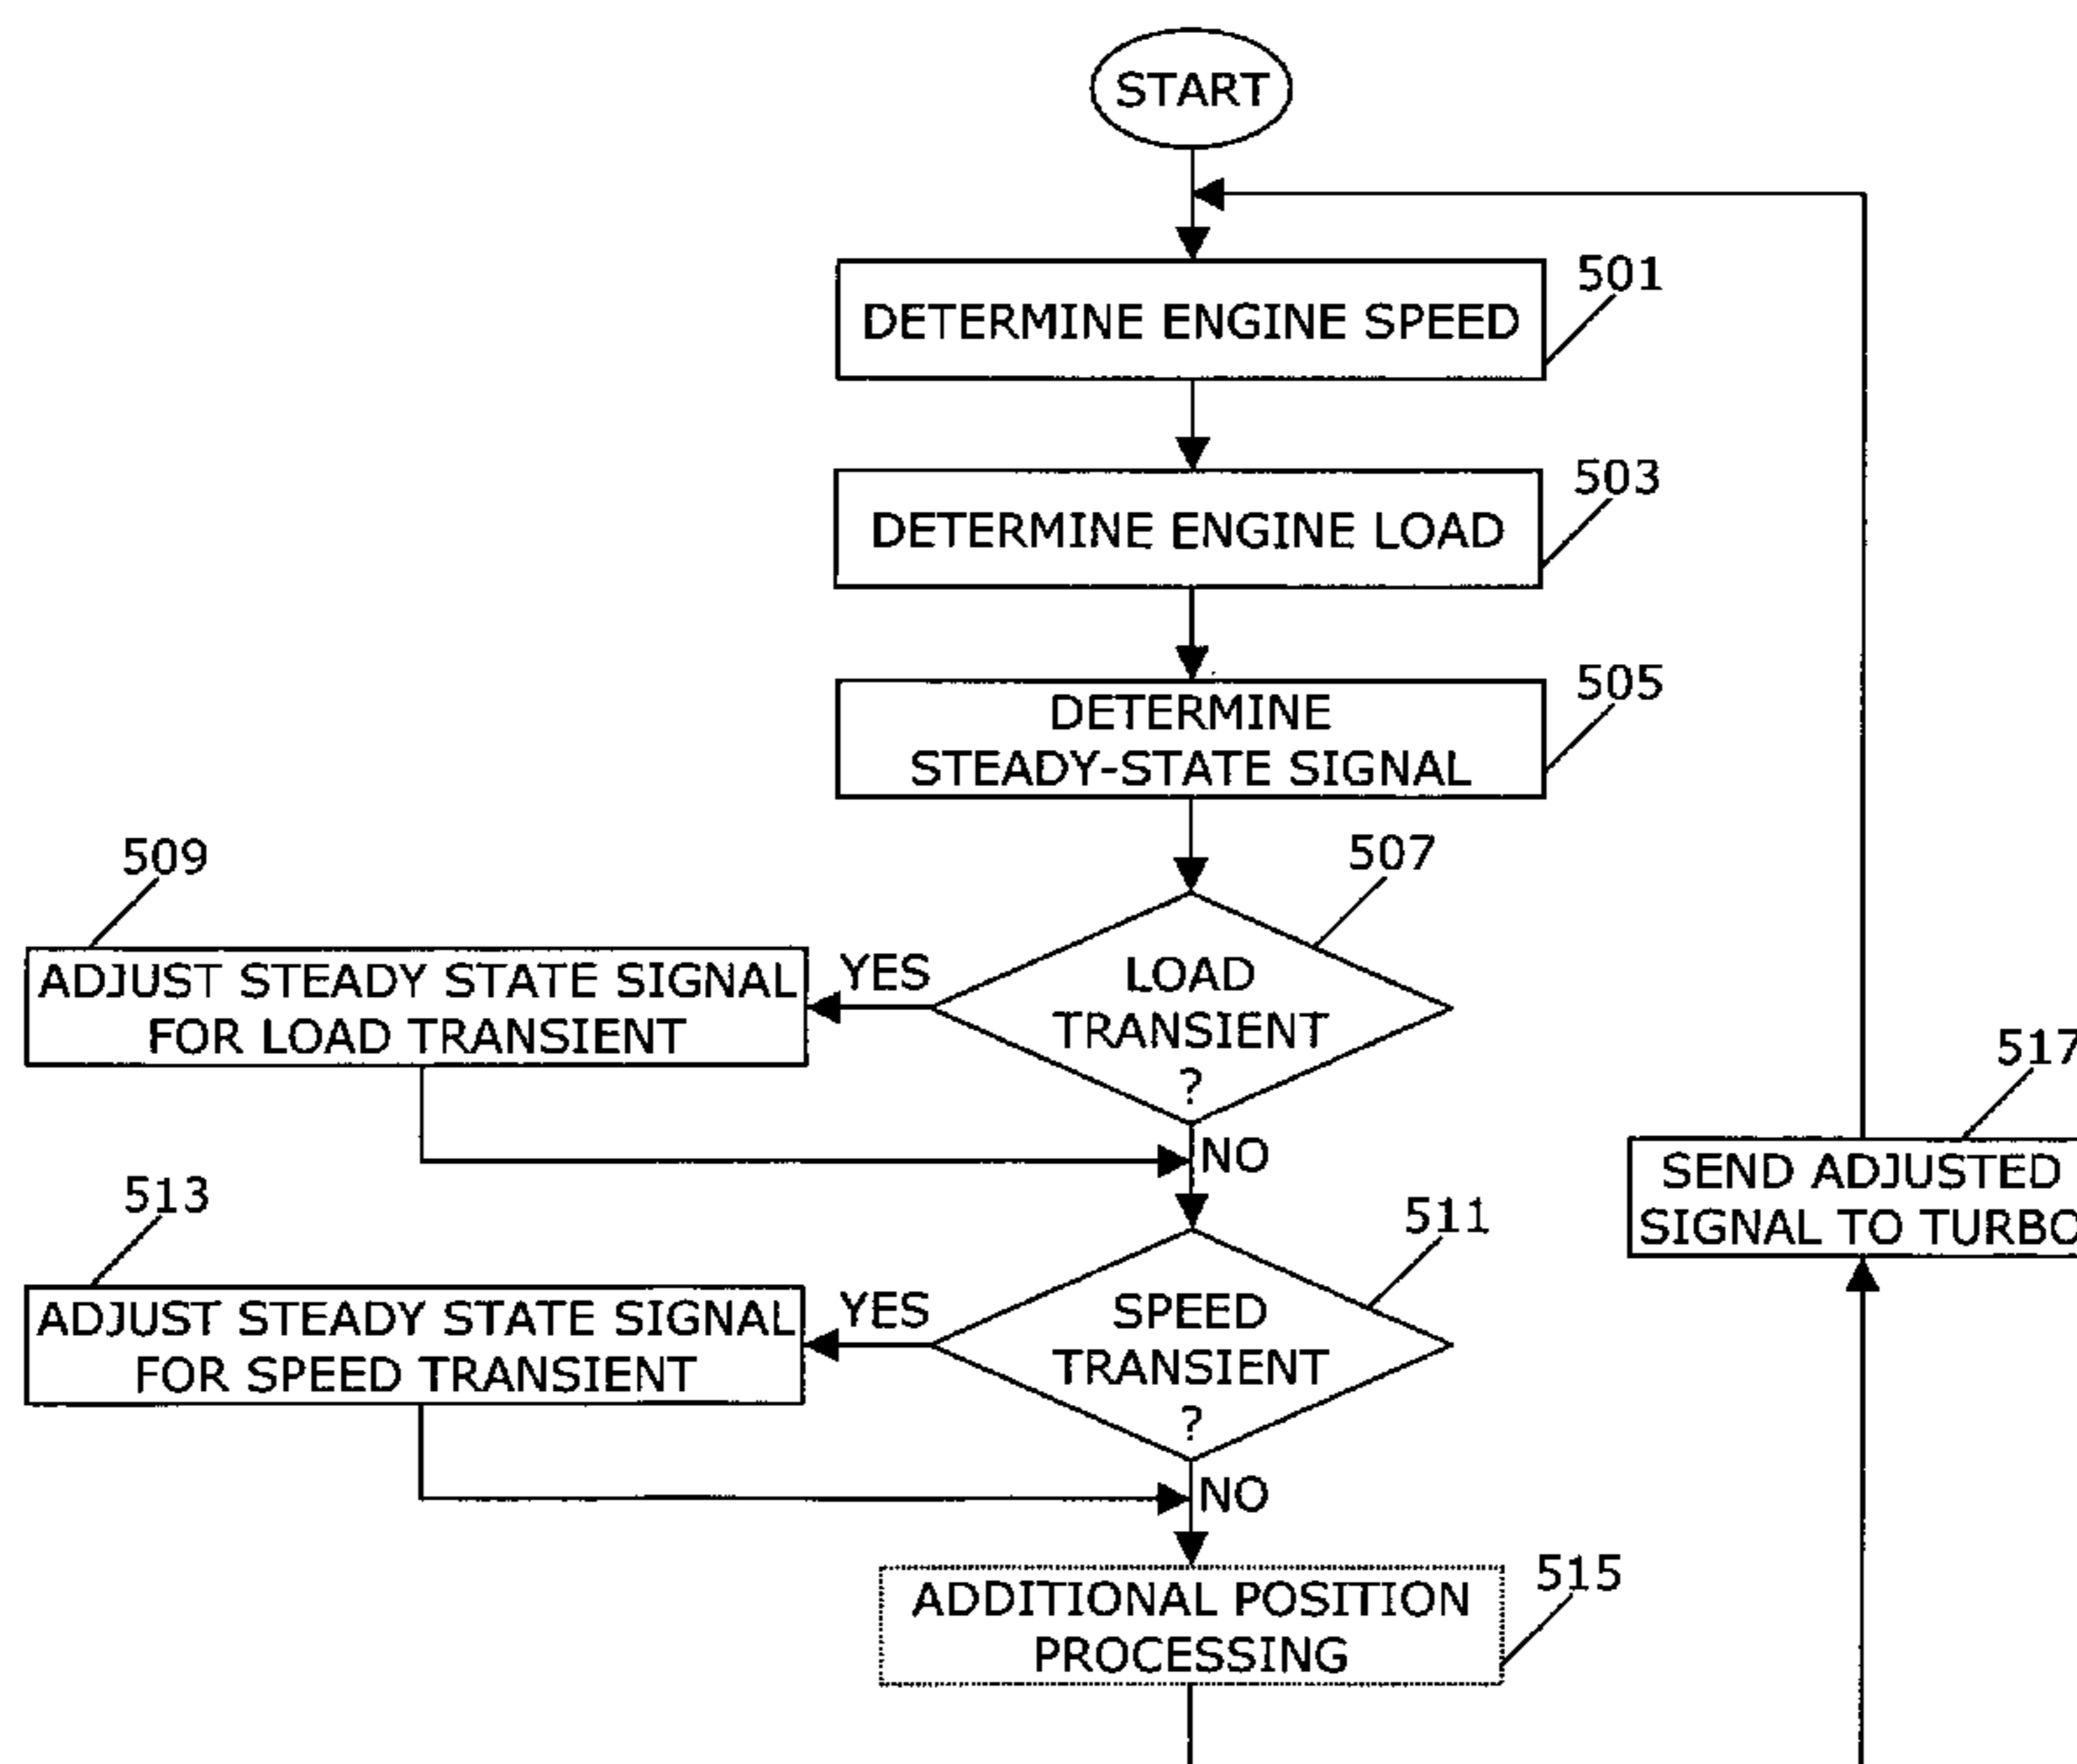 START
501
DETERMINE ENGINE SPEED
503
DETERMINE ENGINE LOAD
505
DETERMINE
STEADY-STATE SIGNAL
507
LOAD
TRANSIENT
?
YES
NO
509
ADJUST STEADY STATE SIGNAL
FOR LOAD TRANSIENT
511
SPEED
TRANSIENT
?
YES
NO
513
ADJUST STEADY STATE SIGNAL
FOR SPEED TRANSIENT
515
ADDITIONAL POSITION
PROCESSING
517
SEND ADJUSTED
SIGNAL TO TURBO